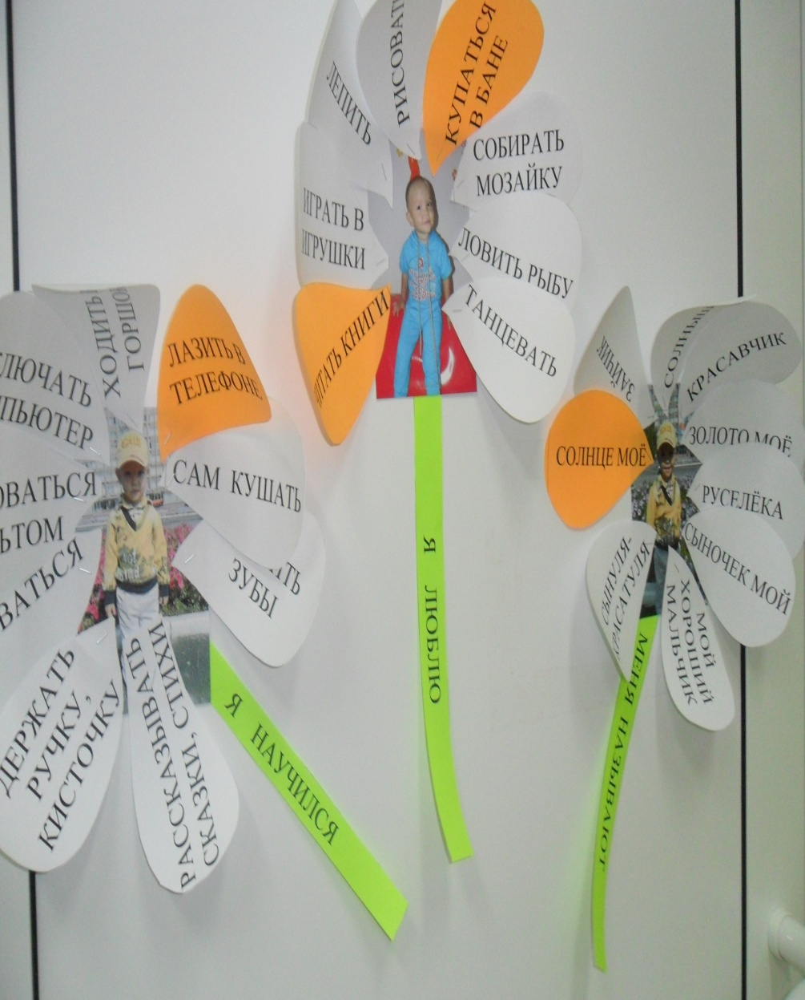 ЛЕПИТЬ
РИСОВАТЬ
КУПАТЬСЯ
В БАНЕ
СОБИРАТЬ
МОЗАЙКУ
ЛОВИТЬ РЫБУ
ТАНЦЕВАТЬ
ИГРАТЬ В
ИГРУШКИ
ЧИТАТЬ КНИГИ
Я ЛЮБЛЮ
ХОДИТЬ
ГОРШО
ЛАЗИТЬ В
ТЕЛЕФОНЕ
САМ КУШАТЬ
ТЬ
ЗУБЫ
РАССКАЗЫВАТЬ
СКАЗКИ, СТИХИ
ДЕРЖАТЬ
РУЧКУ,
КИСТОЧКУ
ЛЮЧАТЬ
ПЬЮТЕР
ОВАТЬСЯ
ЬТОМ
ВАТЬСЯ
Я НАУЧИЛСЯ
ЗАЙЧИК
СОЛНЫШ
КРАСАВЧИК
ЗОЛОТО МОЁ
РУСЕЛЁКА
СЫНОЧЕК МОЙ
МОЙ
ХОРОШИЙ
МАЛЬЧИК
СЫНУЛЯ-
КРАСАТУЛЯ
СОЛНЦЕ МОЁ
МЕНЯ НАЗЫВАЮТ